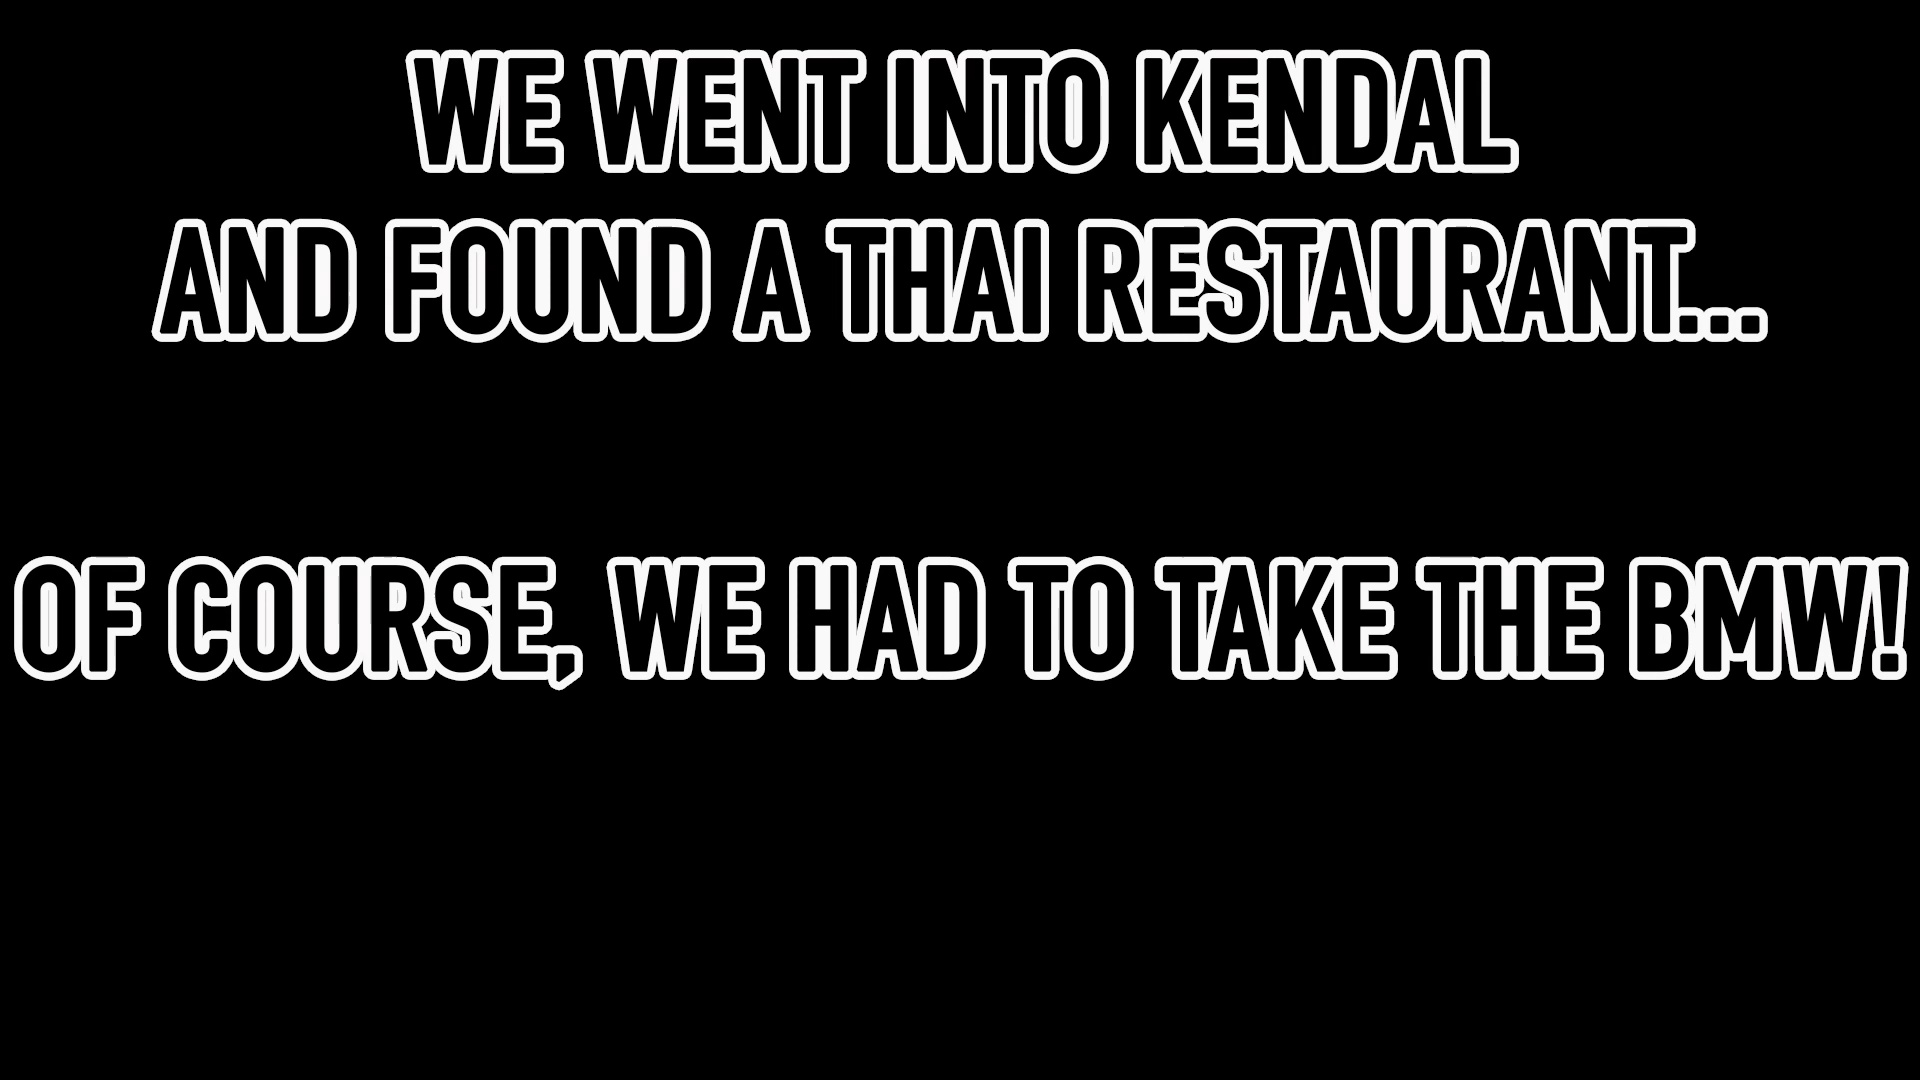 WE WENT INTO KENDAL
AND FOUND A THAI RESTAURANT...
OF COURSE, WE HAD TO TAKE THE BMW!